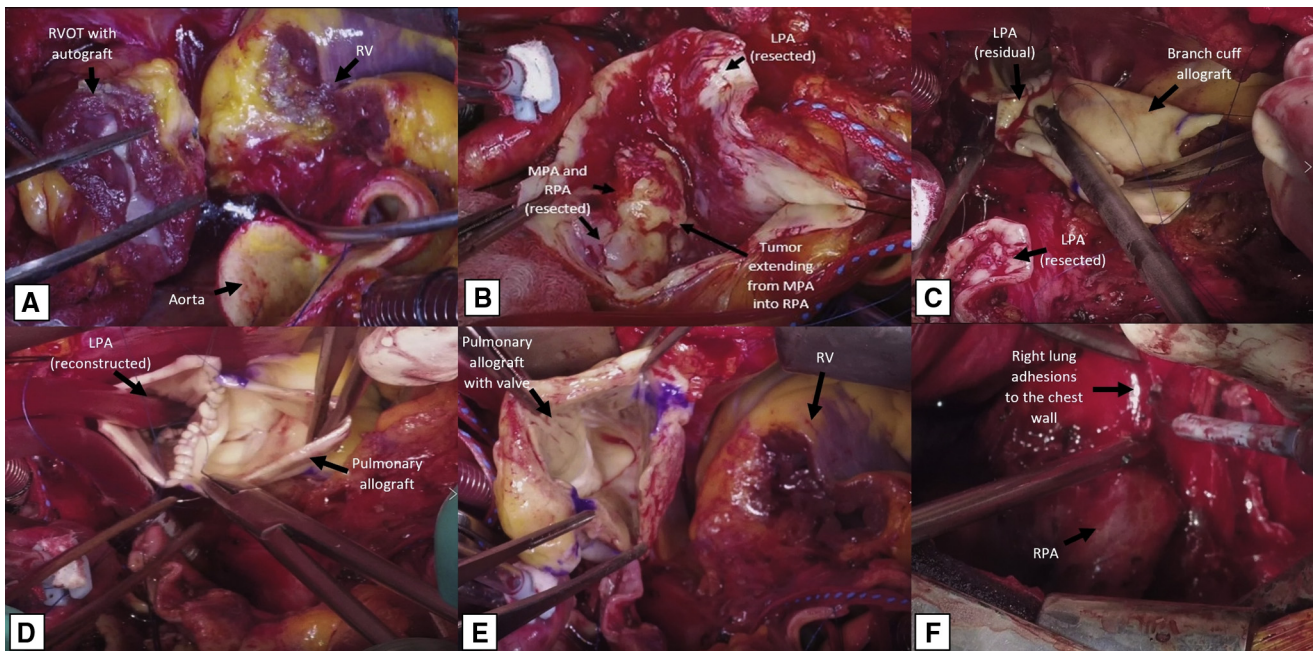 RVOT with
autograft
RV
Aorta
A
LPA
(resected)
MPA and
RPA
(resected)
Tumor
extending
from MPA
into RPA
B
LPA
(residual)
Branch cuff
allograft
LPA
(resected)
C
LPA
(reconstructed)
Pulmonary
allograft
D
Pulmonary
allograft
with valve
RV
E
Right lung
adhesions
to the chest
wall
RPA
F